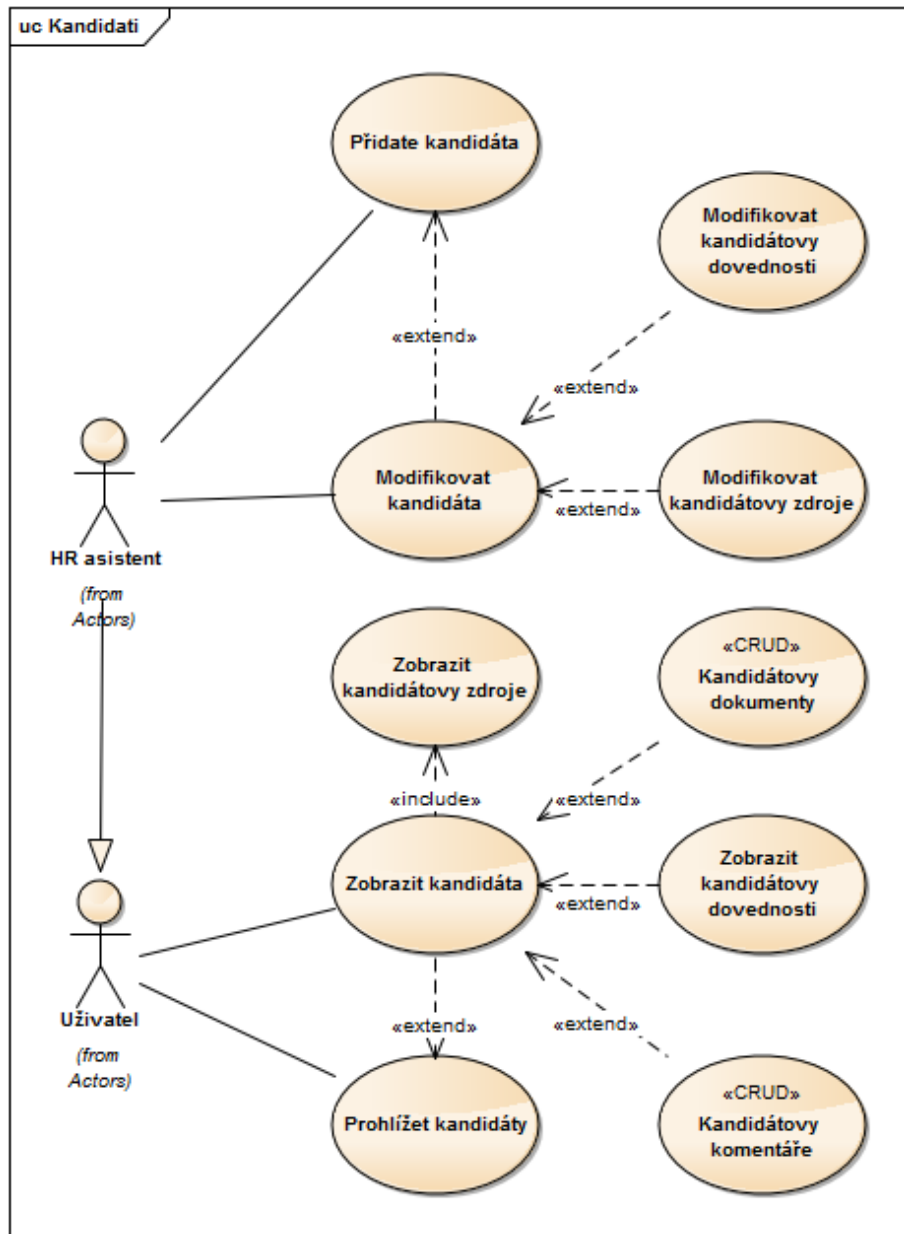 uc Kandidati
Přidate kandidáta
Modifikovat
kandidátovy
dovednosti
«extend»
«extend»
Modifikovat
kandidáta
Modifikovat
kandidátovy zdroje
«extend»
HR asistent
(from
Actors)
Zobrazit
kandidátovy zdroje
«CRUD»
Kandidátovy
dokumenty
«include»
«extend»
Zobrazit kandidáta
Zobrazit
kandidátovy
dovednosti
«extend»
Uživatel
(from
Actors)
«extend»
«extend»
Prohlížet kandidáty
«CRUD»
Kandidátovy
komentáře